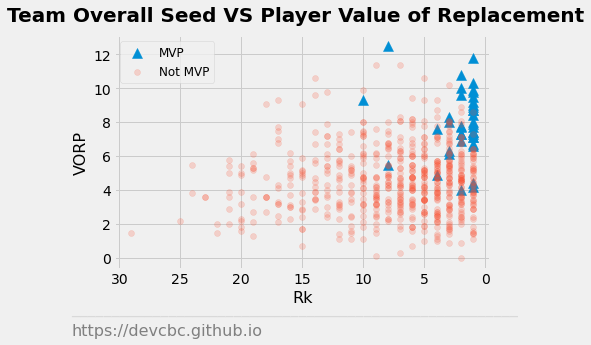 Team Overall Seed VS Player Value of Replacement
MVP
Not MVP
VORP
12
10
8
6
4
2
0
30 25 20 15 10 5 0
Rk
https://devcbc.github.io